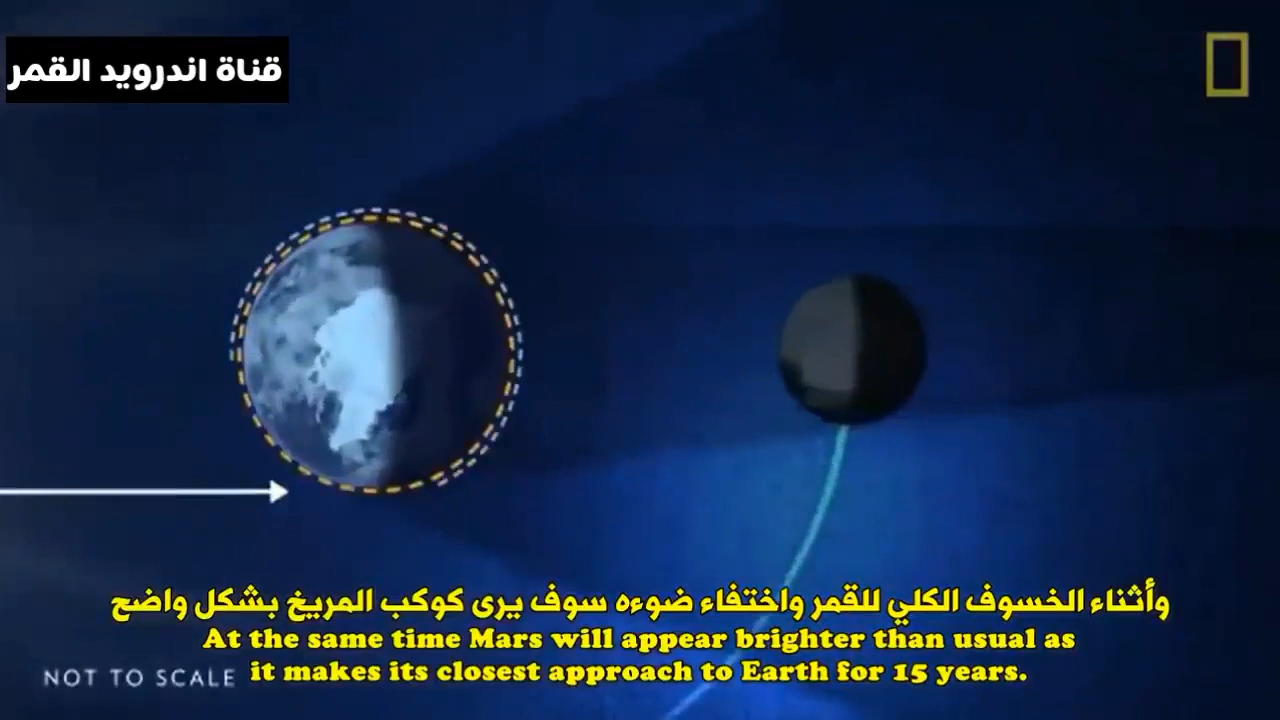 قناة اندرويد القمر
وأثناء الخسوف الكلي للقمر واختفاء ضوءه سوف يرى كوكب المريخ بشكل واضح
At the same time Mars will appear brighter than usual as
it makes its closest approach to Earth for 15 years.
NOT TO SCALE